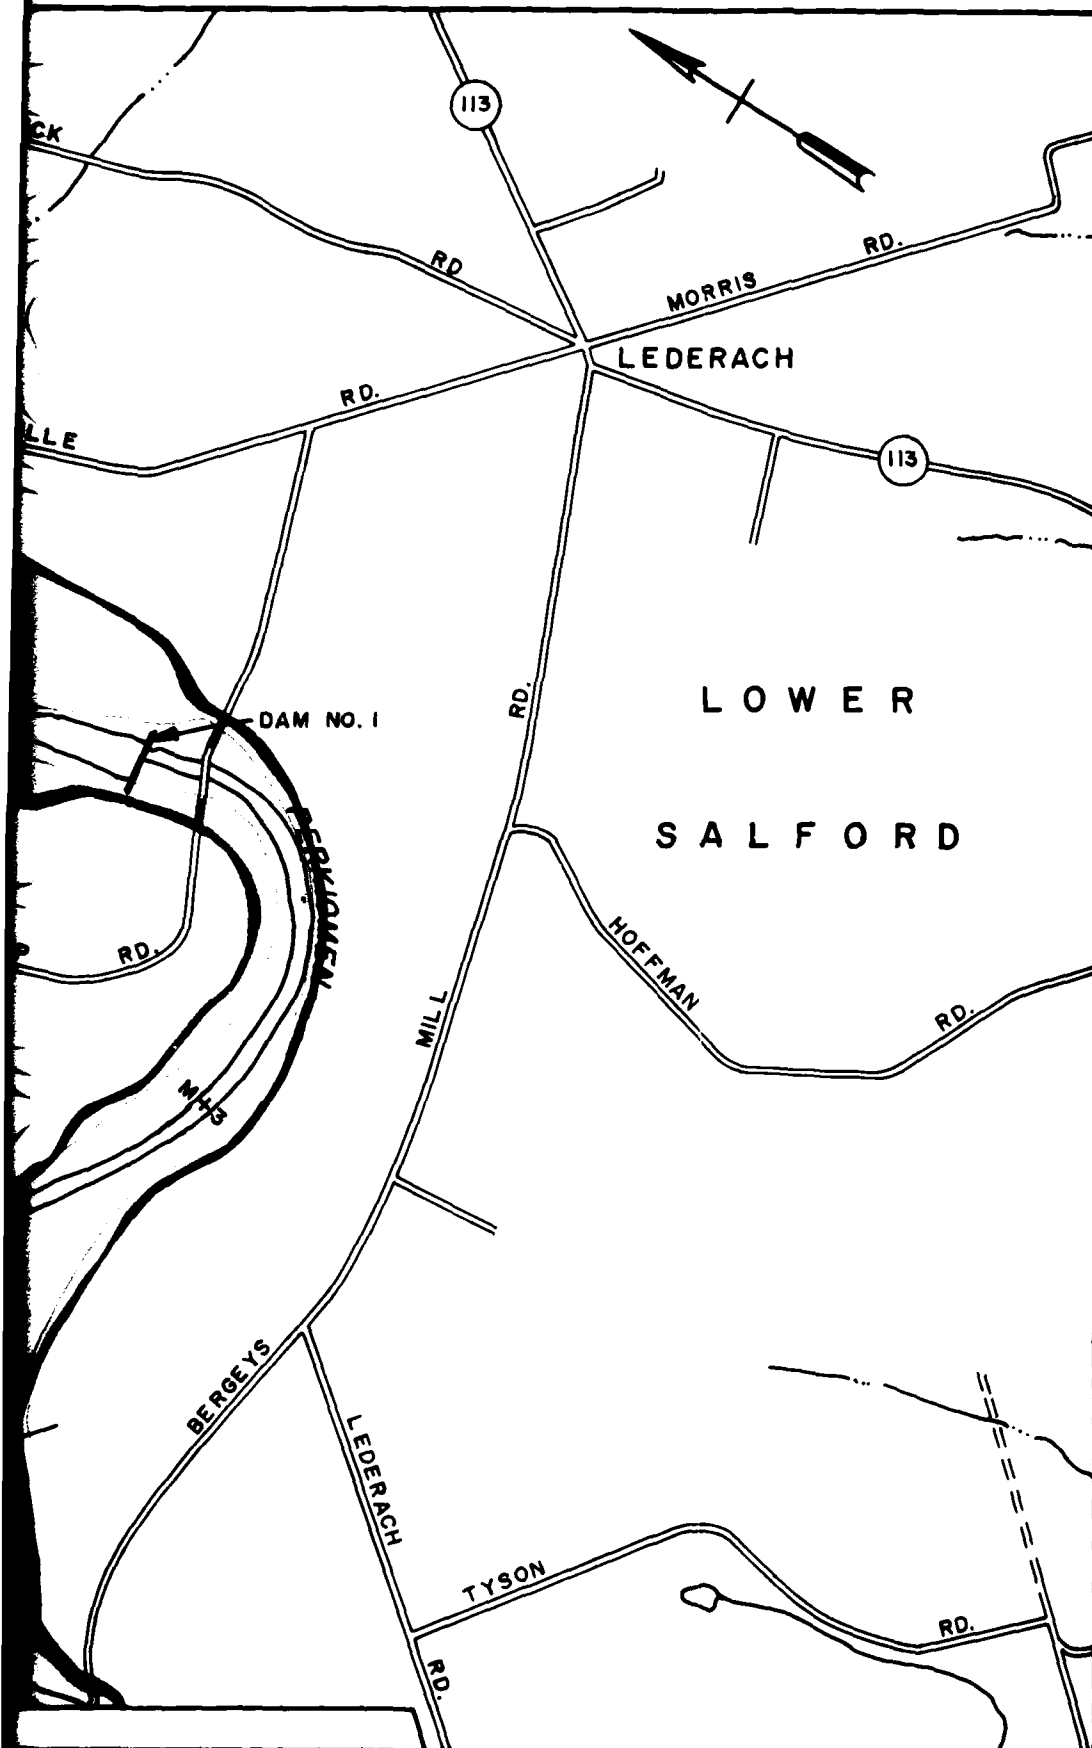 113
CK
RD
RD.
MORRIS
LEDERACH
RD.
LLE
113
RD.
LOWER
DAM NO. 1
SALFORD
PERKIOMEN
HOFFMAN
RD.
MILL
RD.
M+3
BERGEYS
LEDERACH
TYSON
RD.
RD.